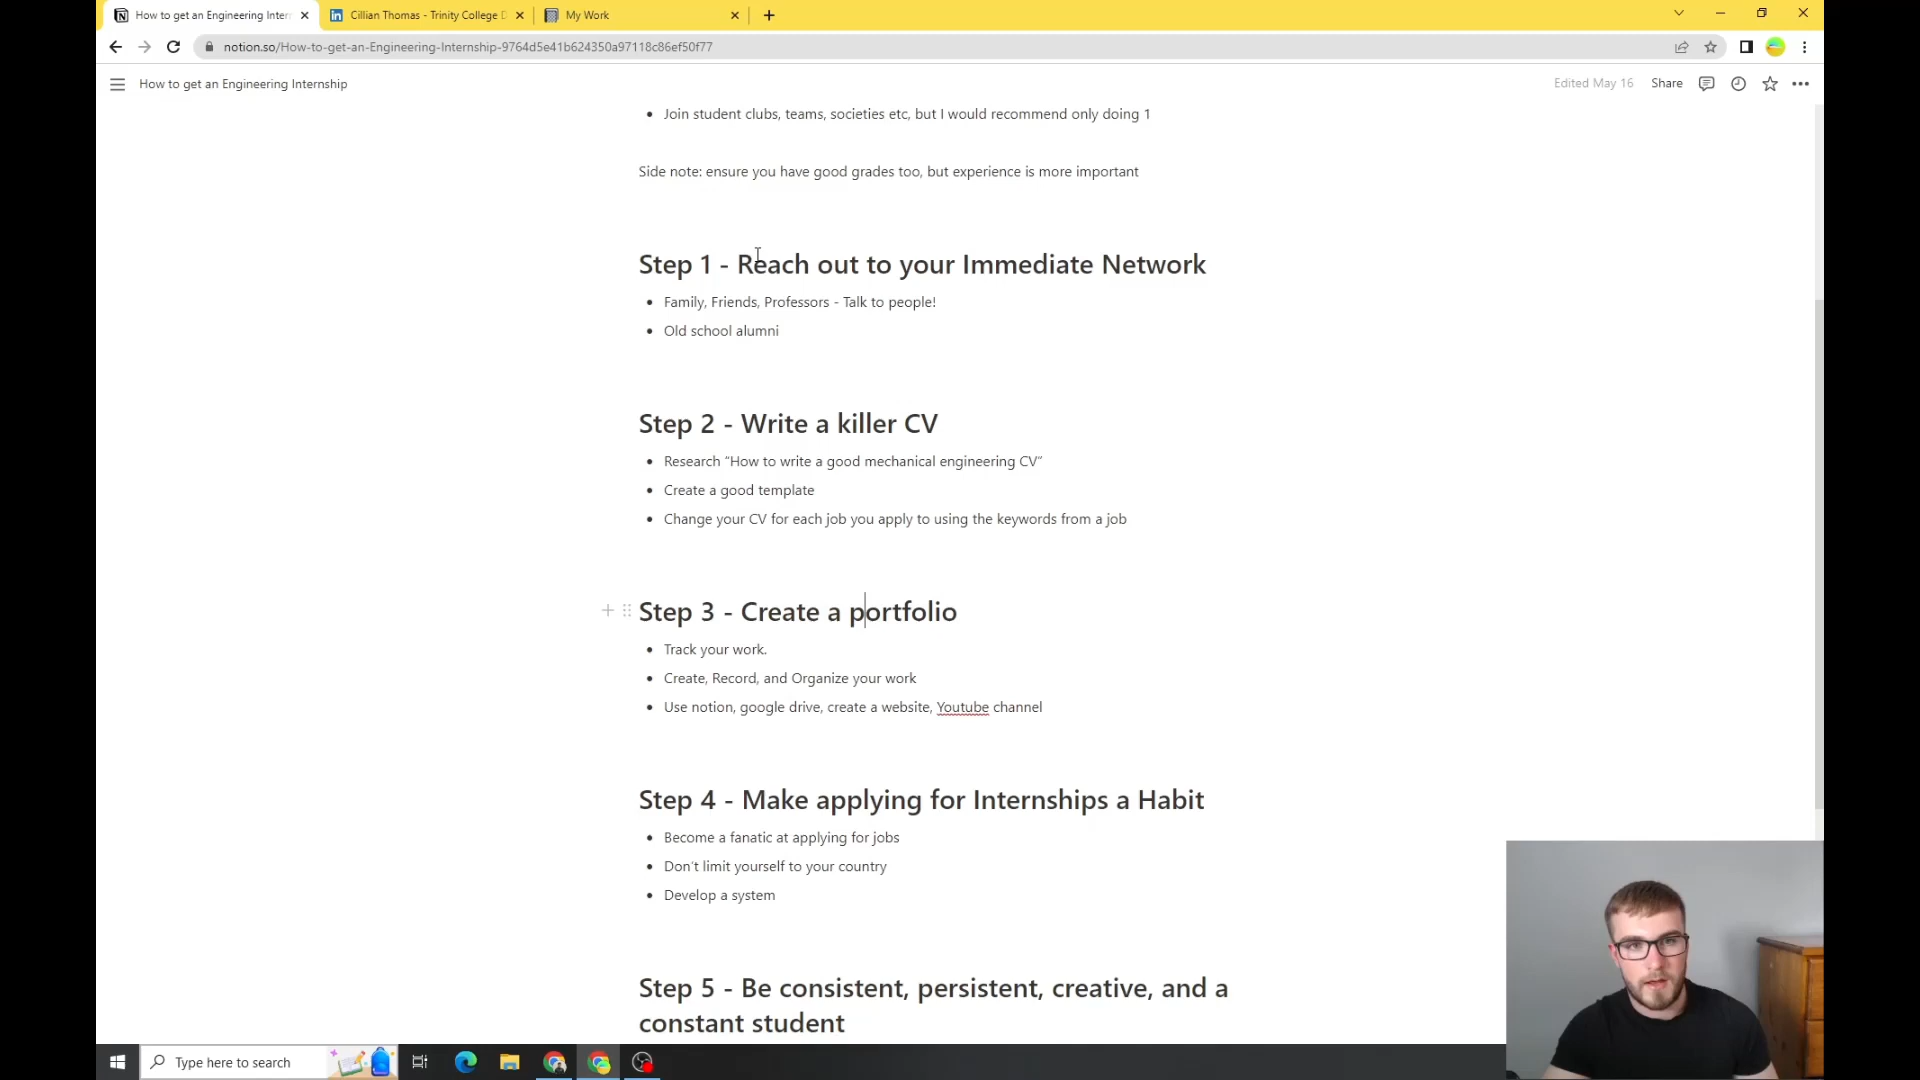 How to get an Engineering Inter
Cillian Thomas - Trinity College D
My Work
notion.so/How-to-get-an-Engineering-Internship-9764d5e41b624350a97118c86ef50f77
How to get an Engineering Internship
Edited May 16
Share
• Join student clubs, teams, societies etc, but I would recommend only doing 1
Side note: ensure you have good grades too, but experience is more important
Step 1 - Reach out to your Immediate Network
• Family, Friends, Professors - Talk to people!
• Old school alumni
Step 2 - Write a killer CV
• Research “How to write a good mechanical engineering CV”
• Create a good template
• Change your CV for each job you apply to using the keywords from a job
Step 3 - Create a portfolio
• Track your work.
• Create, Record, and Organize your work
• Use notion, google drive, create a website, Youtube channel
Step 4 - Make applying for Internships a Habit
• Become a fanatic at applying for jobs
• Don’t limit yourself to your country
• Develop a system
Step 5 - Be consistent, persistent, creative, and a
constant student
Type here to search